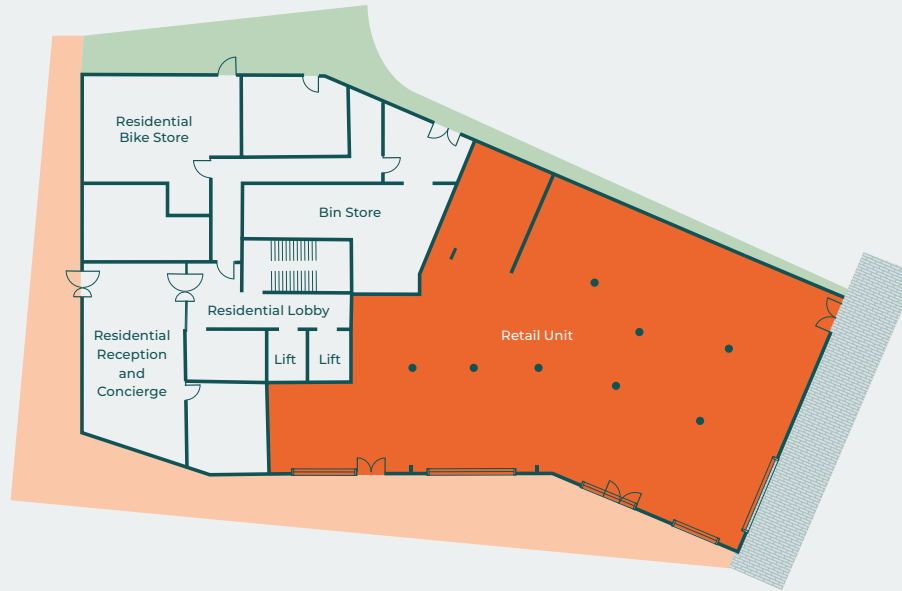 Residential
Bike Store
Bin Store
Residential Lobby
Retail Unit
Residential
Reception
and
Concierge
Lift
Lift